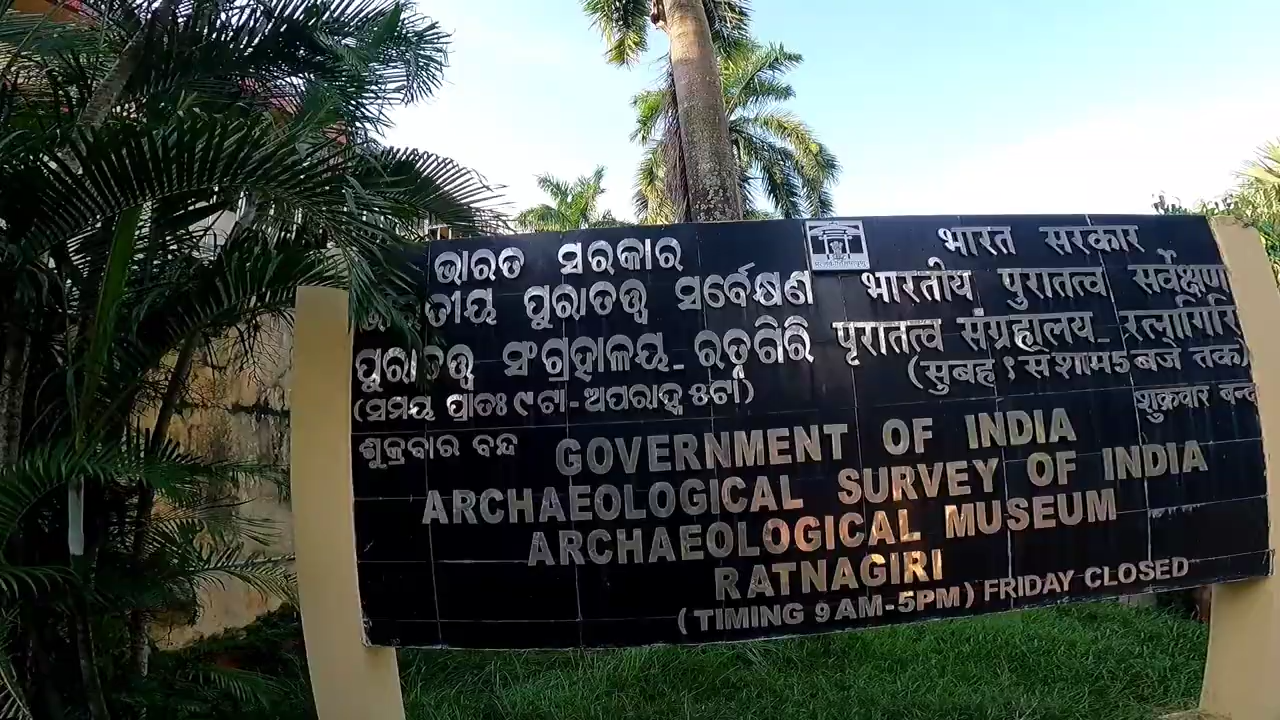 ଭାରତ ସରକାର
ତୀୟ ପୁରାତତ୍ତ୍ୱ ସର୍ବେକ୍ଷଣ
ପୁରାତତ୍ତ୍ୱ ସଂଗ୍ରହାଳୟ- ରତ୍ନଗିରି
(ସମୟ ପ୍ରାତଃ ୯ଟା-ଅପରାହ୍ନ ୫ଟା)
ଶୁକ୍ରବାର ବନ୍ଦ
भारत सरकार
भारतीय पुरातत्व सर्वेक्षण
पृरातत्व संग्रहालय- रत्नागिरि
(सुबह ९ से शाम 5 बजे तक)
शुक्रवार बन्द
GOVERNMENT OF INDIA
ARCHAEOLOGICAL SURVEY OF INDIA
ARCHAEOLOGICAL MUSEUM
RATNAGIRI
(TIMING 9AM-5PM) FRIDAY CLOSED